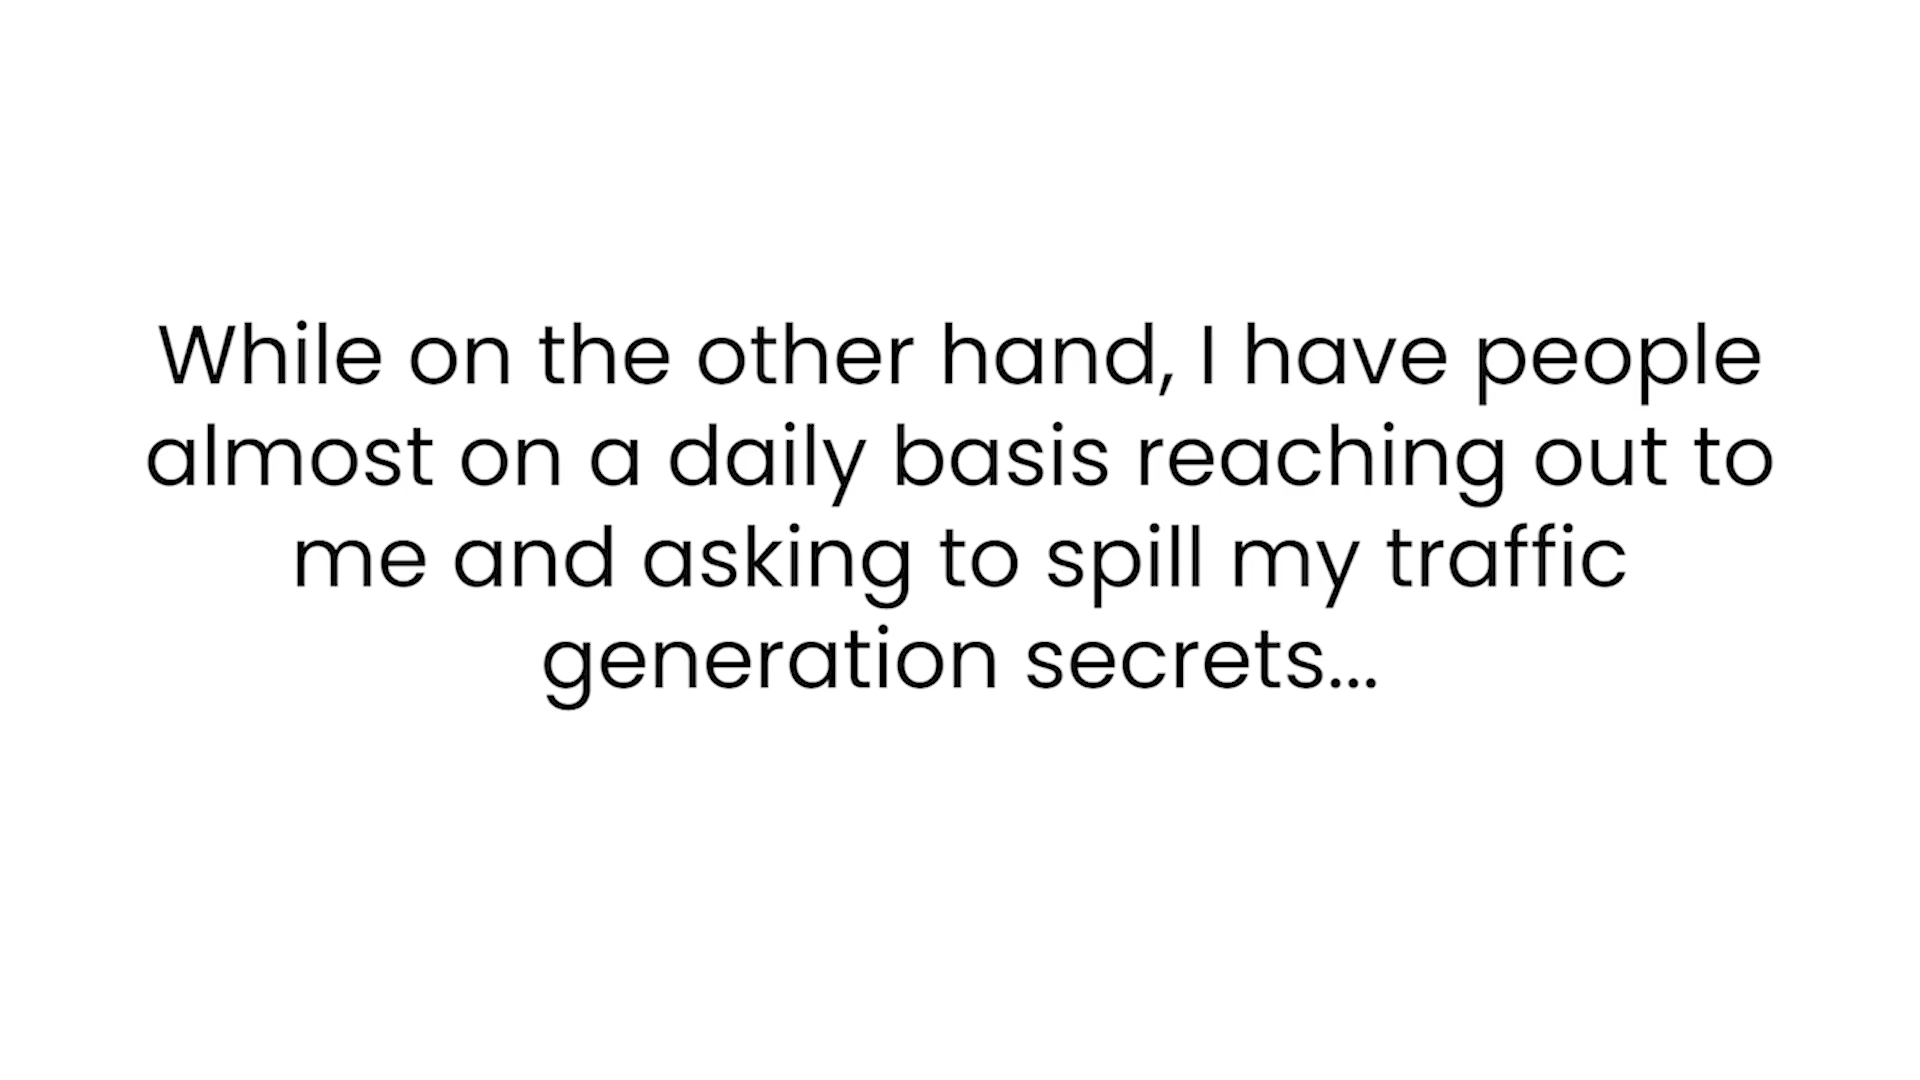 While on the other hand, I have people
almost on a daily basis reaching out to
me and asking to spill my traffic
generation secrets...